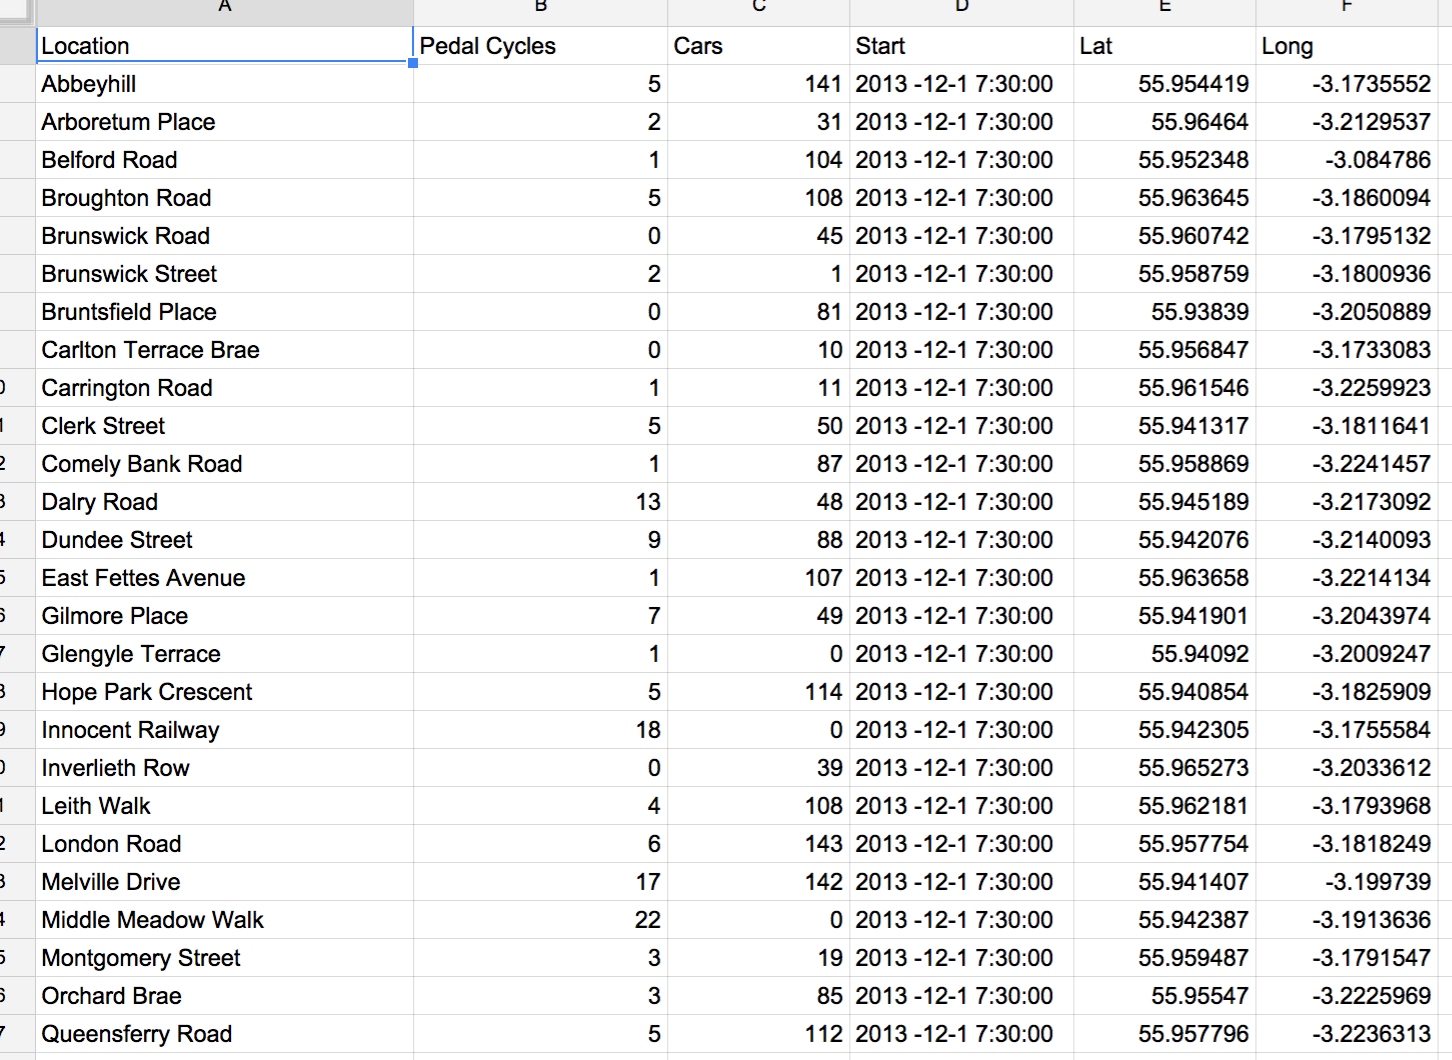 A B C D E F
Location Pedal Cycles Cars Start Lat Long
Abbeyhill 5 141 2013 -12-1 7:30:00 55.954419 -3.1735552
Arboretum Place 2 31 2013 -12-1 7:30:00 55.96464 -3.2129537
Belford Road 1 104 2013 -12-1 7:30:00 55.952348 -3.084786
Broughton Road 5 108 2013 -12-1 7:30:00 55.963645 -3.1860094
Brunswick Road 0 45 2013 -12-1 7:30:00 55.960742 -3.1795132
Brunswick Street 2 1 2013 -12-1 7:30:00 55.958759 -3.1800936
Bruntsfield Place 0 81 2013 -12-1 7:30:00 55.93839 -3.2050889
Carlton Terrace Brae 0 10 2013 -12-1 7:30:00 55.956847 -3.1733083
Carrington Road 1 11 2013 -12-1 7:30:00 55.961546 -3.2259923
Clerk Street 5 50 2013 -12-1 7:30:00 55.941317 -3.1811641
Comely Bank Road 1 87 2013 -12-1 7:30:00 55.958869 -3.2241457
Dalry Road 13 48 2013 -12-1 7:30:00 55.945189 -3.2173092
Dundee Street 9 88 2013 -12-1 7:30:00 55.942076 -3.2140093
East Fettes Avenue 1 107 2013 -12-1 7:30:00 55.963658 -3.2214134
Gilmore Place 7 49 2013 -12-1 7:30:00 55.941901 -3.2043974
Glengyle Terrace 1 0 2013 -12-1 7:30:00 55.94092 -3.2009247
Hope Park Crescent 5 114 2013 -12-1 7:30:00 55.940854 -3.1825909
Innocent Railway 18 0 2013 -12-1 7:30:00 55.942305 -3.1755584
Inverlieth Row 0 39 2013 -12-1 7:30:00 55.965273 -3.2033612
Leith Walk 4 108 2013 -12-1 7:30:00 55.962181 -3.1793968
London Road 6 143 2013 -12-1 7:30:00 55.957754 -3.1818249
Melville Drive 17 142 2013 -12-1 7:30:00 55.941407 -3.199739
Middle Meadow Walk 22 0 2013 -12-1 7:30:00 55.942387 -3.1913636
Montgomery Street 3 19 2013 -12-1 7:30:00 55.959487 -3.1791547
Orchard Brae 3 85 2013 -12-1 7:30:00 55.95547 -3.2225969
Queensferry Road 5 112 2013 -12-1 7:30:00 55.957796 -3.2236313